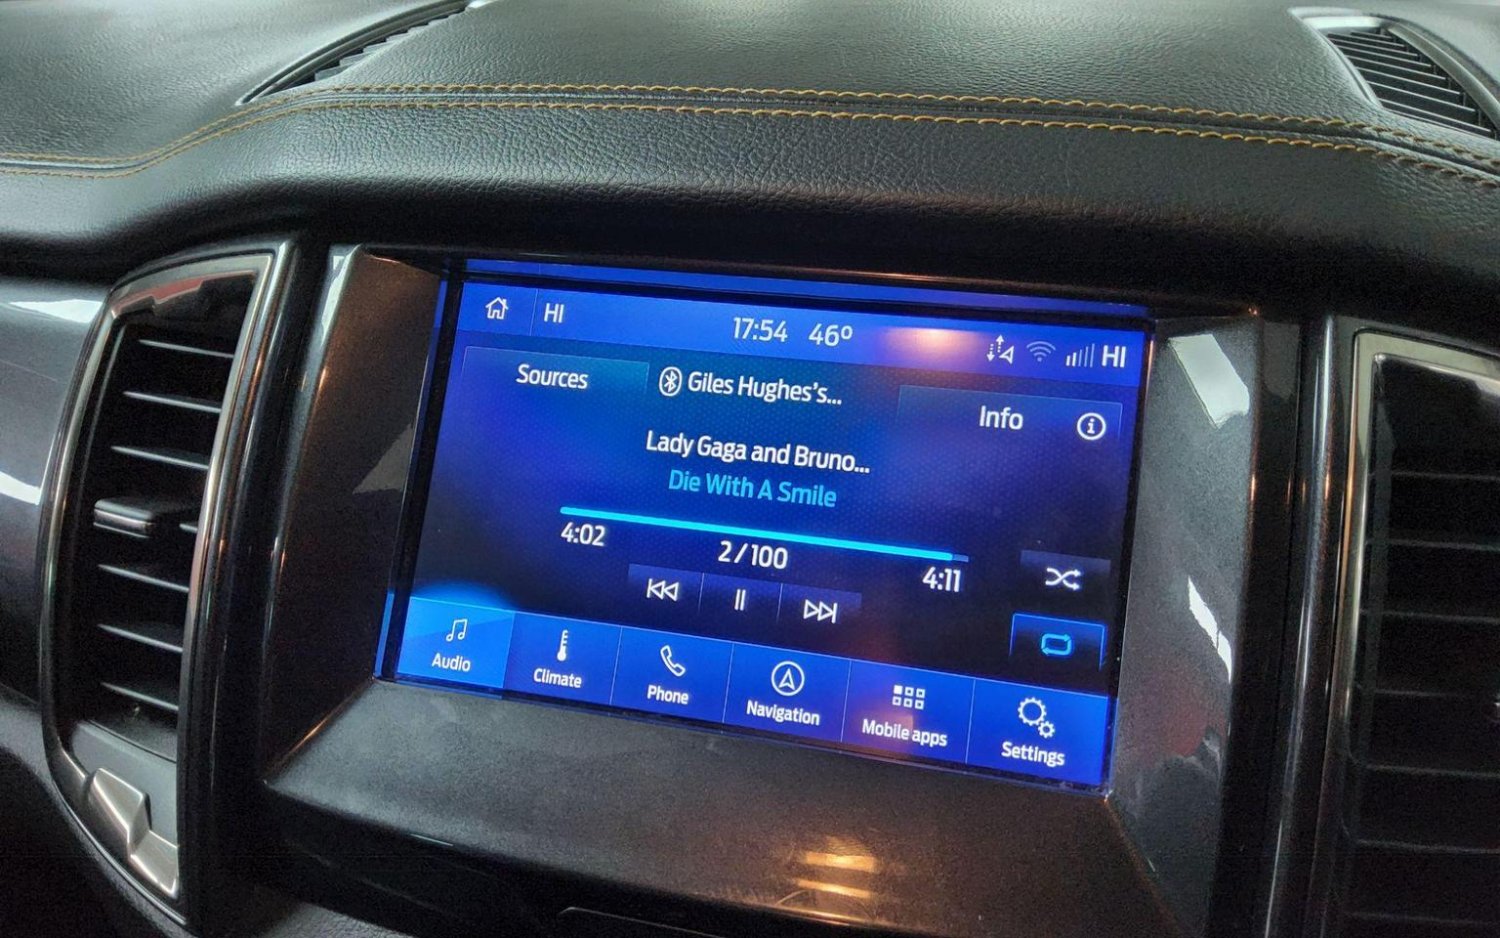 HI 17:54 46° HI
Sources Giles Hughes's... Info
Lady Gaga and Bruno...
Die With A Smile
4:02 2/100 4:11
Audio Climate Phone Navigation Mobile apps Settings